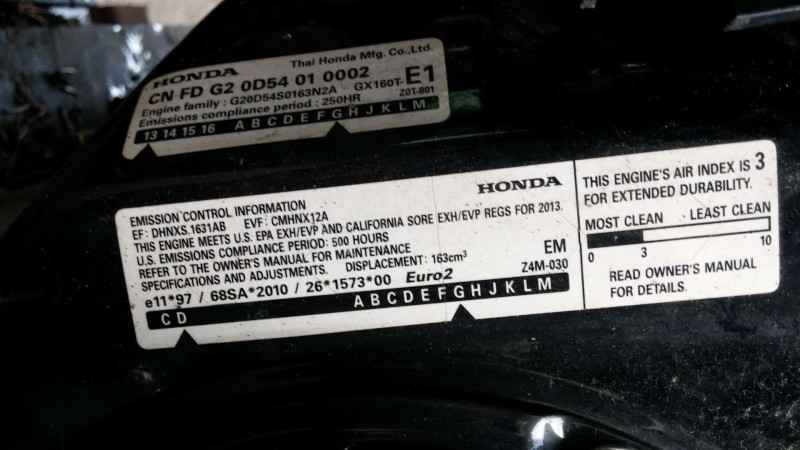 HONDA Thai Honda Mfg. Co., Ltd.
CN FD G2 0D54 01 0002 GX160T-E1
Engine family : G20D54S0163N2A Z0T-801
Emissions compliance period : 250HR
13 14 15 16 A B C D E F G H J K L M
HONDA
EMISSION CONTROL INFORMATION
EF: DHNXS.1631AB EVF: CMHNX12A
THIS ENGINE MEETS U.S. EPA EXH/EVP AND CALIFORNIA SORE EXH/EVP REGS FOR 2013.
U.S. EMISSIONS COMPLIANCE PERIOD: 500 HOURS
REFER TO THE OWNER'S MANUAL FOR MAINTENANCE EM
SPECIFICATIONS AND ADJUSTMENTS. DISPLACEMENT: 163cm³ Z4M-030
e11*97 / 68SA*2010 / 26*1573*00 Euro2
C D A B C D E F G H J K L M
THIS ENGINE'S AIR INDEX IS 3
FOR EXTENDED DURABILITY.
MOST CLEAN LEAST CLEAN
0 3 10
READ OWNER'S MANUAL
FOR DETAILS.